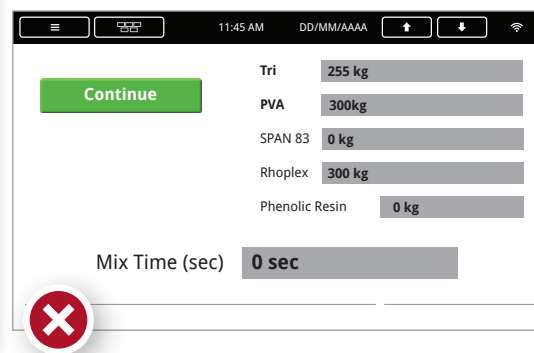 11:45 AM DD/MM/AAAA
Tri 255 kg
Continue
PVA 300kg
SPAN 83 0 kg
Rhoplex 300 kg
Phenolic Resin 0 kg
Mix Time (sec) 0 sec